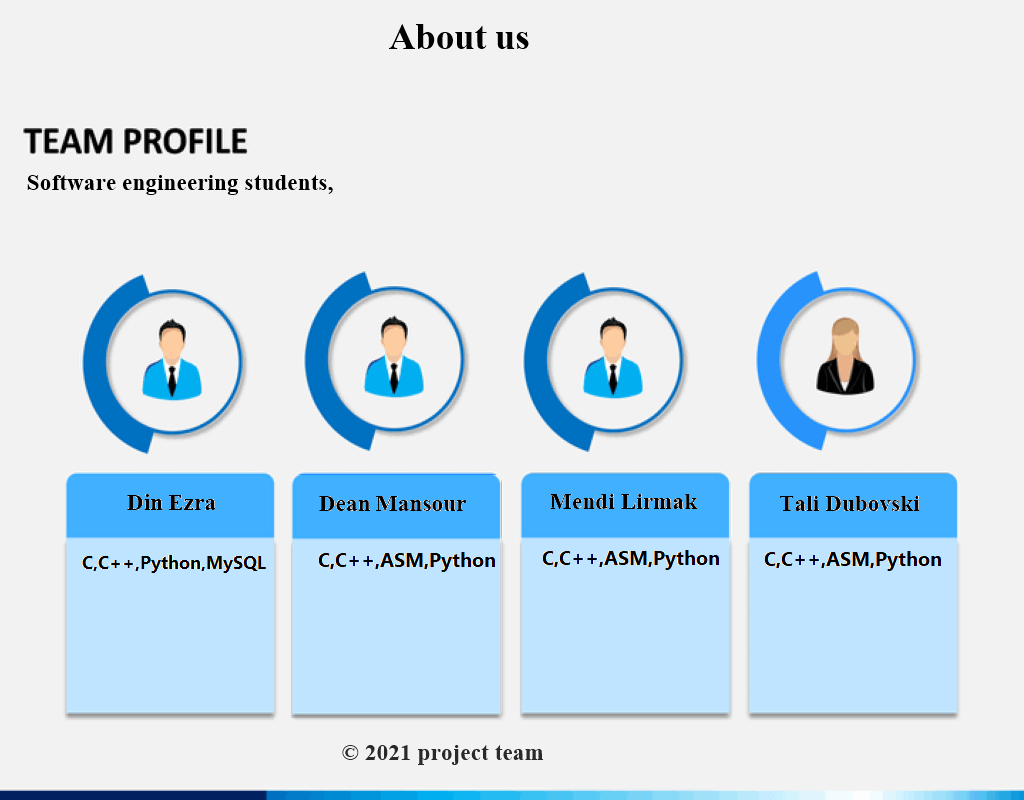 About us
TEAM PROFILE
Software engineering students,
Din Ezra
Dean Mansour
Mendi Lirmak
Tali Dubovski
C,C++,Python,MySQL
C,C++,ASM,Python
C,C++,ASM,Python
C,C++,ASM,Python
© 2021 project team